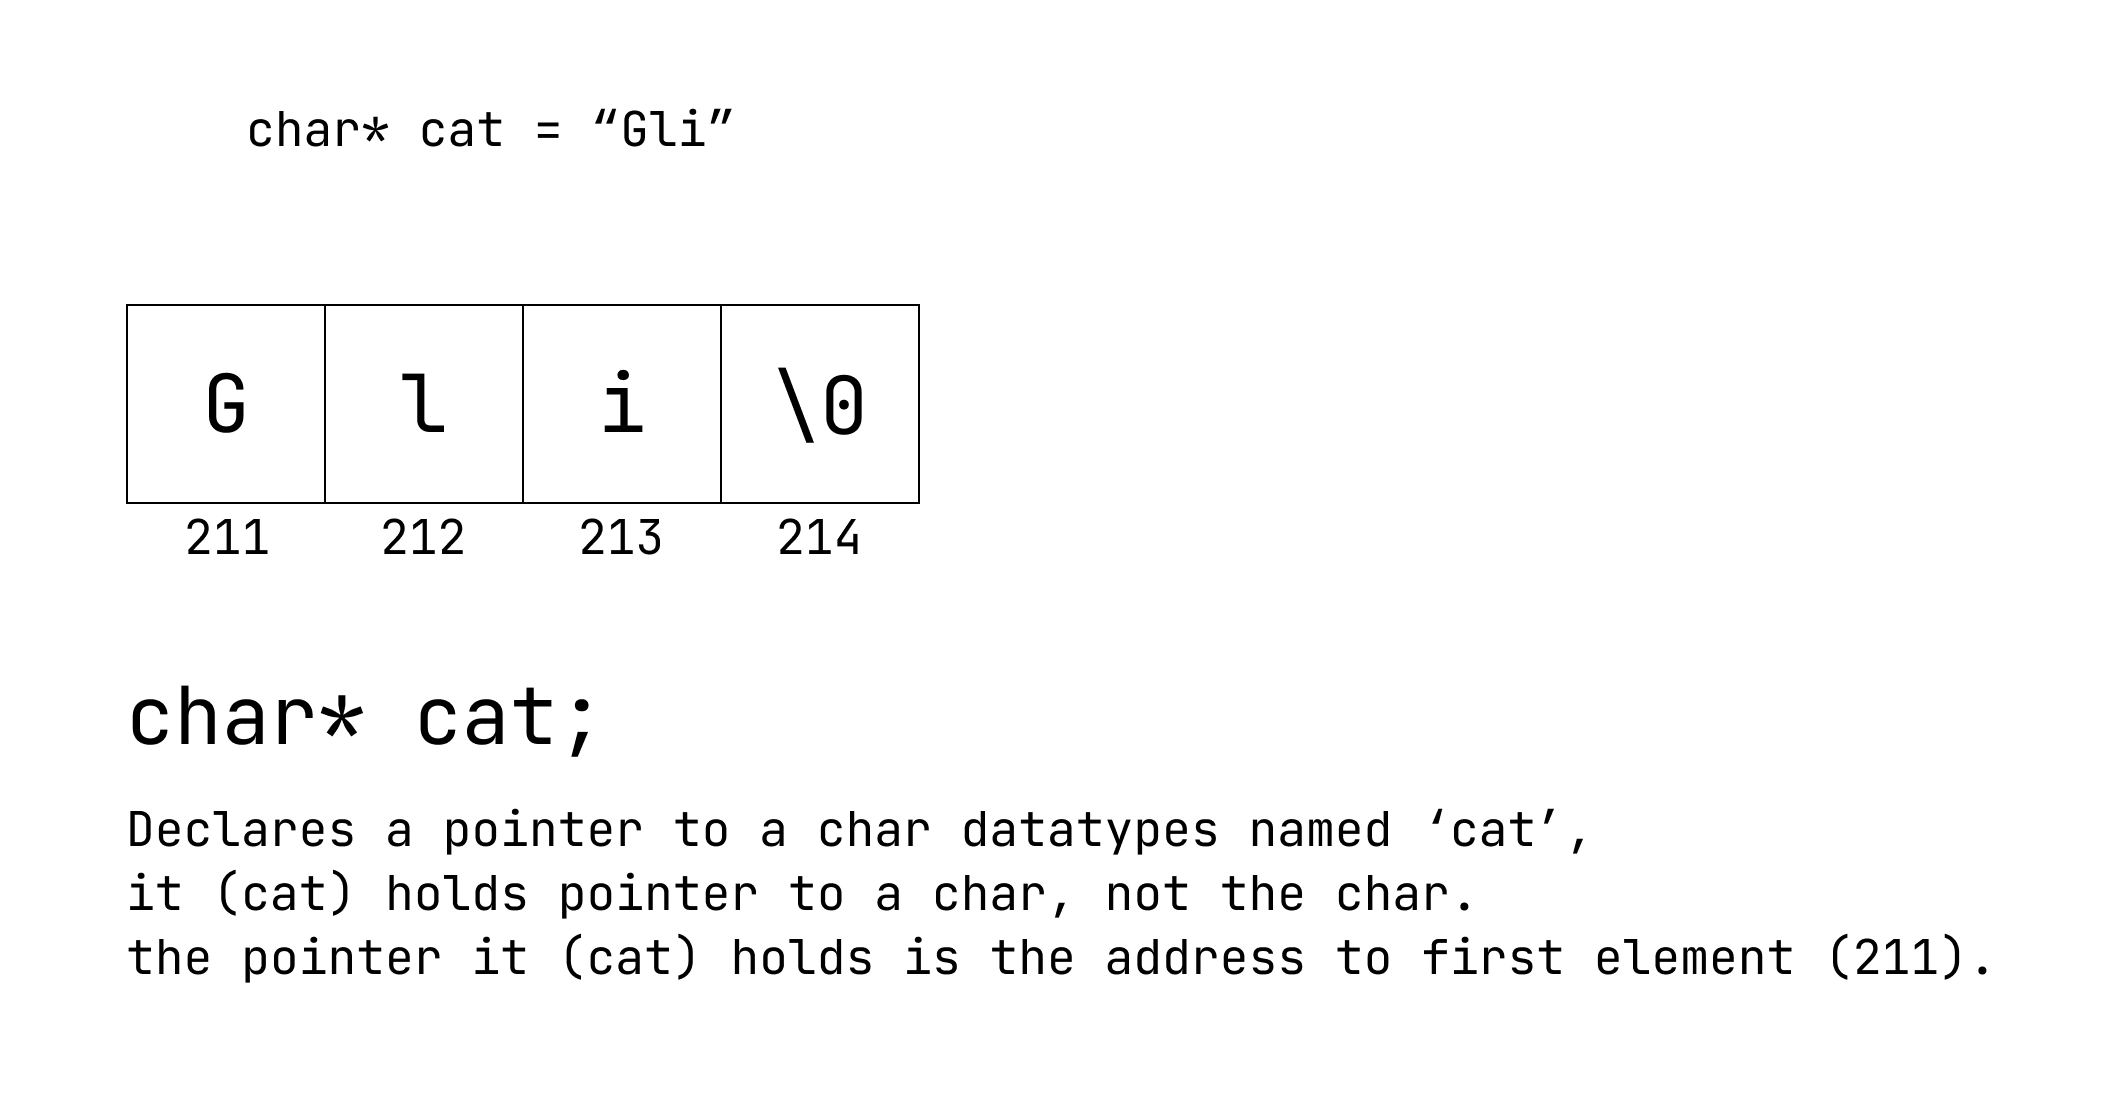 char* cat = “Gli”
G l i \0
211 212 213 214
char* cat;
Declares a pointer to a char datatypes named ‘cat’,
it (cat) holds pointer to a char, not the char.
the pointer it (cat) holds is the address to first element (211).